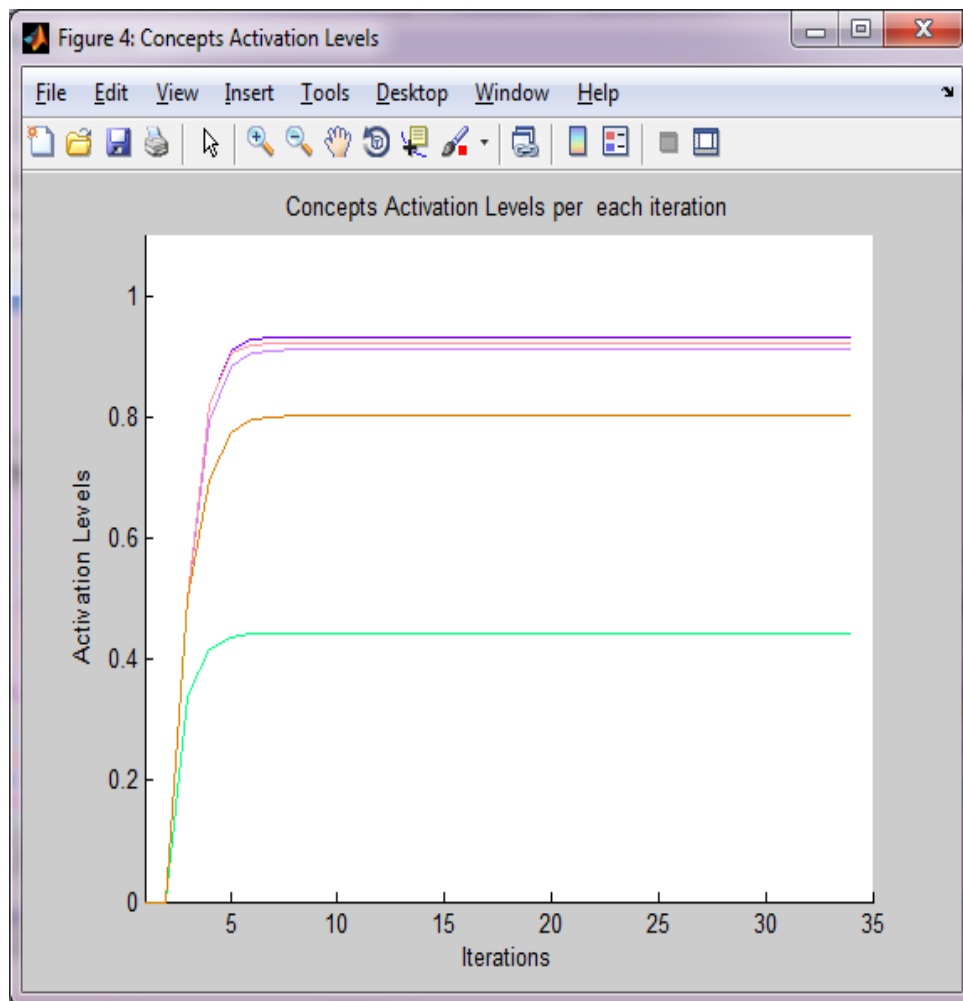 Figure 4: Concepts Activation Levels
File Edit View Insert Tools Desktop Window Help
Concepts Activation Levels per each iteration
1
0.8
0.6
0.4
0.2
0
Activation Levels
5 10 15 20 25 30 35
Iterations